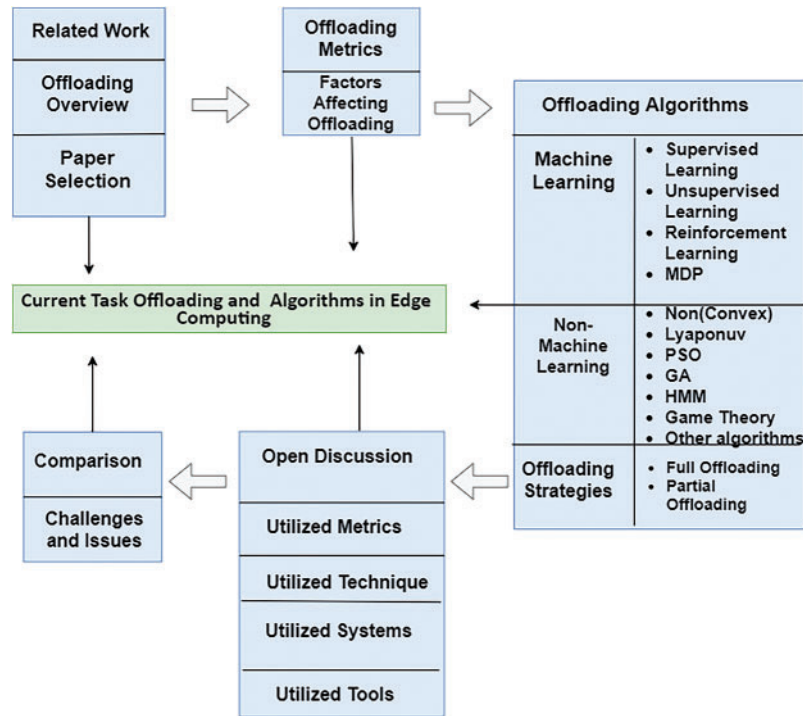 Related Work
Offloading
Overview
Paper
Selection
Offloading
Metrics
Factors
Affecting
Offloading
Offloading Algorithms
Machine
Learning
• Supervised
Learning
• Unsupervised
Learning
• Reinforcement
Learning
• MDP
Non-
Machine
Learning
• Non(Convex)
• Lyaponuv
• PSO
• GA
• HMM
• Game Theory
• Other algorithms
Offloading
Strategies
• Full Offloading
• Partial
Offloading
Current Task Offloading and Algorithms in Edge
Computing
Open Discussion
Utilized Metrics
Utilized Technique
Utilized Systems
Utilized Tools
Comparison
Challenges
and Issues